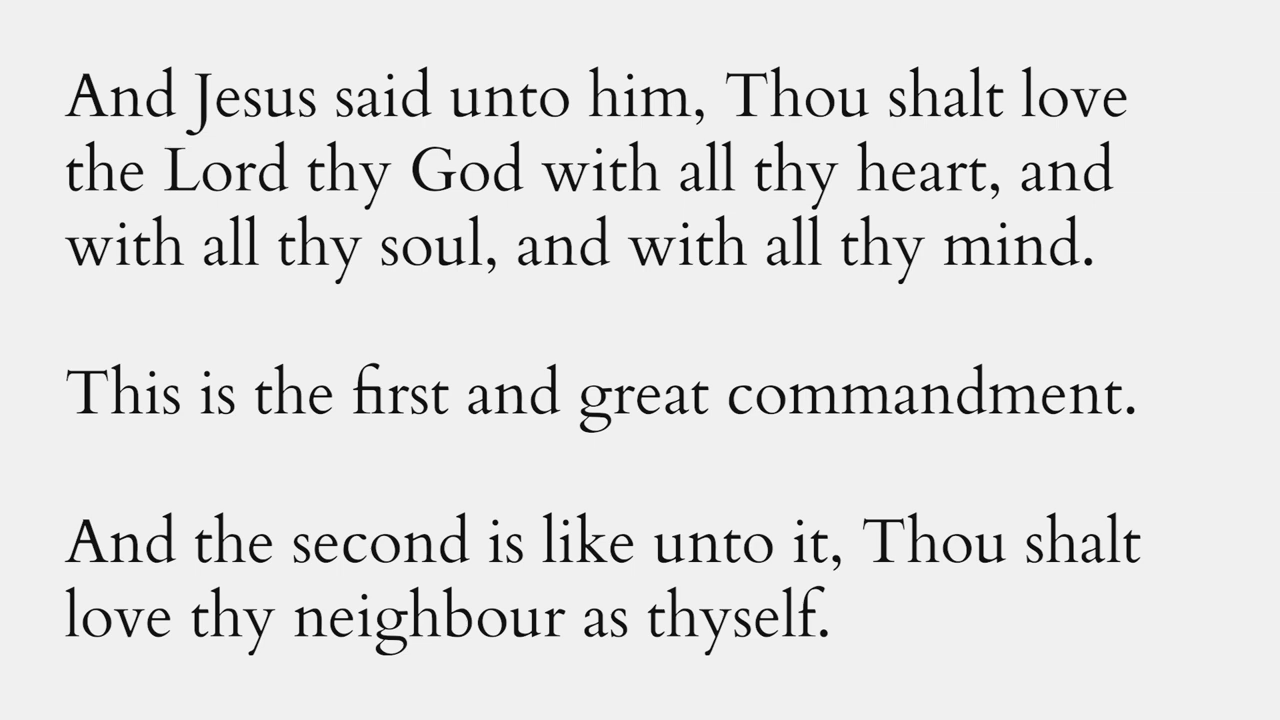 And Jesus said unto him, Thou shalt love
the Lord thy God with all thy heart, and
with all thy soul, and with all thy mind.
This is the first and great commandment.
And the second is like unto it, Thou shalt
love thy neighbour as thyself.